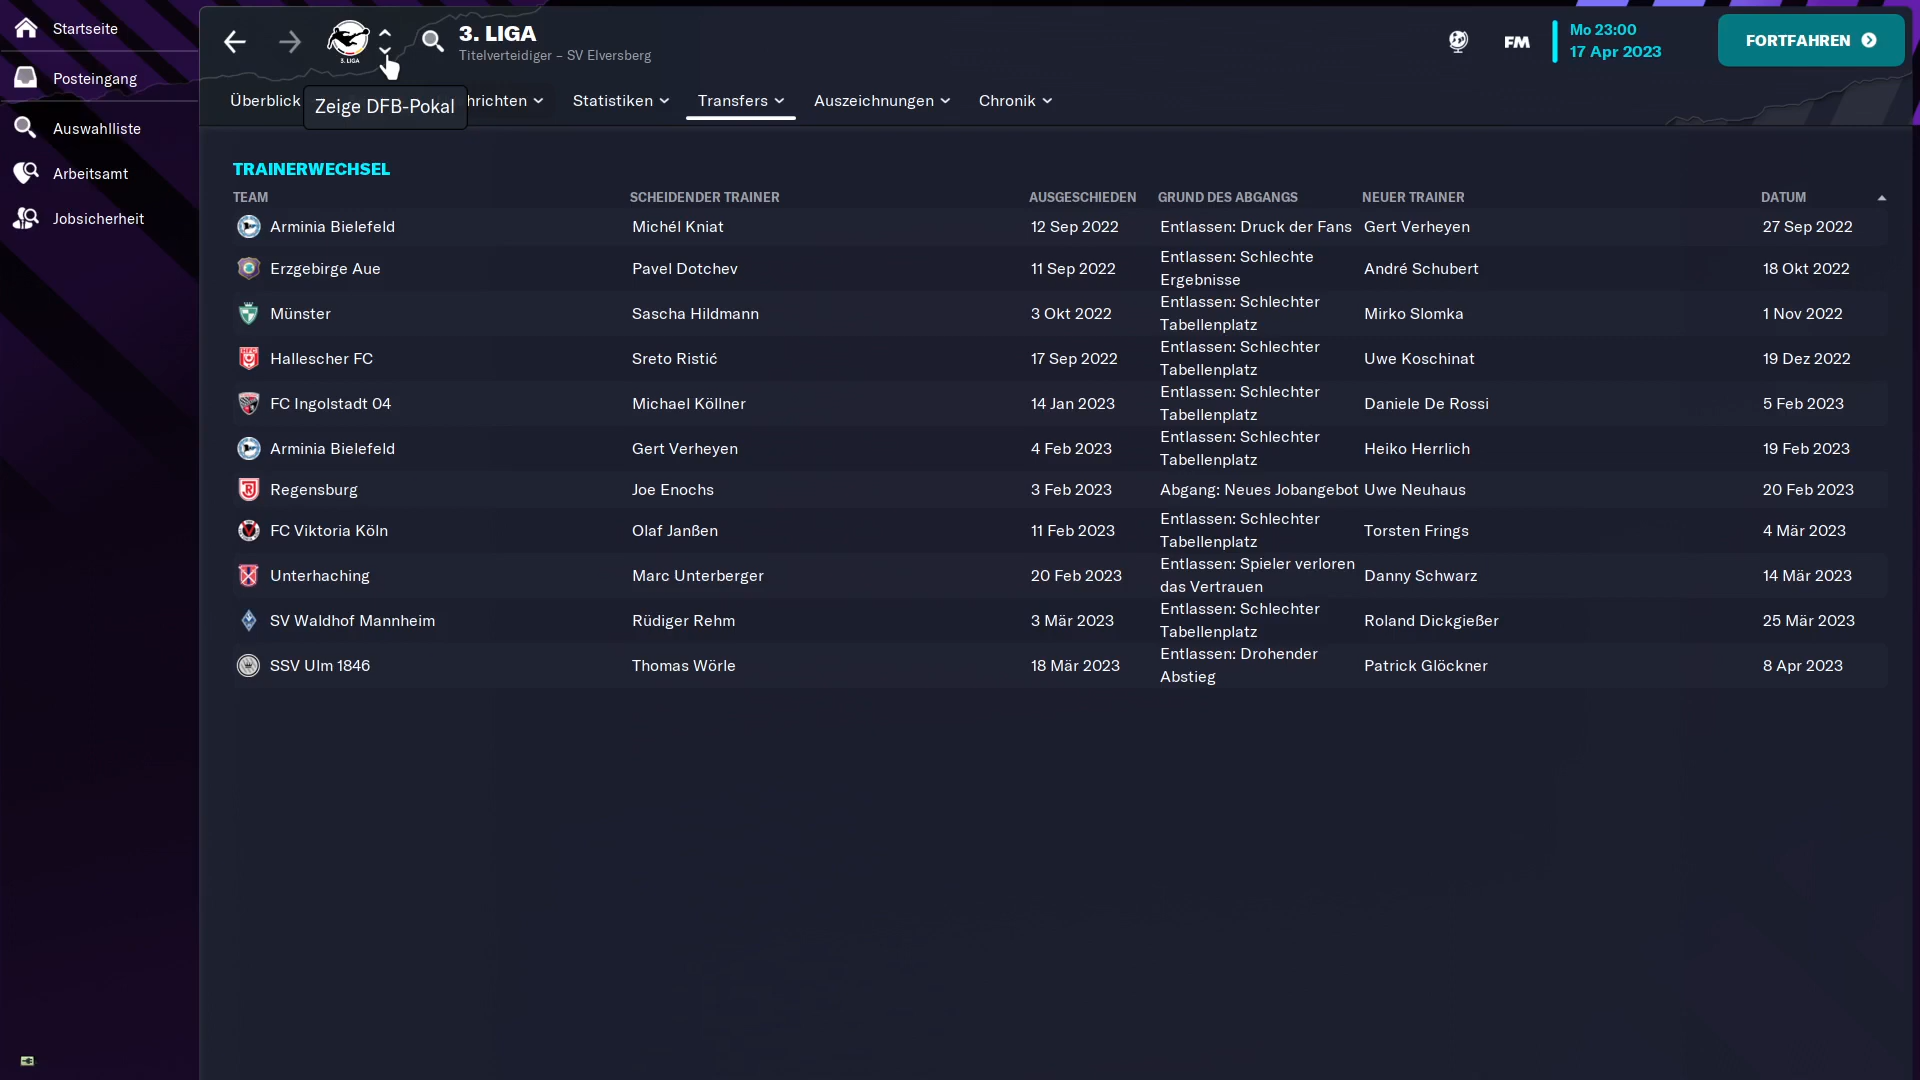 Startseite
Posteingang
Auswahlliste
Arbeitsamt
Jobsicherheit
3. LIGA
3. LIGA
Titelverteidiger – SV Elversberg
FM
Mo 23:00
17 Apr 2023
FORTFAHREN
Überblick
Zeige DFB-Pokal
hrichten
Statistiken
Transfers
Auszeichnungen
Chronik
TRAINERWECHSEL
TEAM SCHEIDENDER TRAINER AUSGESCHIEDEN GRUND DES ABGANGS NEUER TRAINER DATUM
Arminia Bielefeld Michél Kniat 12 Sep 2022 Entlassen: Druck der Fans Gert Verheyen 27 Sep 2022
Erzgebirge Aue Pavel Dotchev 11 Sep 2022 Entlassen: Schlechte
Ergebnisse André Schubert 18 Okt 2022
Münster Sascha Hildmann 3 Okt 2022 Entlassen: Schlechter
Tabellenplatz Mirko Slomka 1 Nov 2022
Hallescher FC Sreto Ristić 17 Sep 2022 Entlassen: Schlechter
Tabellenplatz Uwe Koschinat 19 Dez 2022
FC Ingolstadt 04 Michael Köllner 14 Jan 2023 Entlassen: Schlechter
Tabellenplatz Daniele De Rossi 5 Feb 2023
Arminia Bielefeld Gert Verheyen 4 Feb 2023 Entlassen: Schlechter
Tabellenplatz Heiko Herrlich 19 Feb 2023
Regensburg Joe Enochs 3 Feb 2023 Abgang: Neues Jobangebot Uwe Neuhaus 20 Feb 2023
FC Viktoria Köln Olaf Janßen 11 Feb 2023 Entlassen: Schlechter
Tabellenplatz Torsten Frings 4 Mär 2023
Unterhaching Marc Unterberger 20 Feb 2023 Entlassen: Spieler verloren
das Vertrauen Danny Schwarz 14 Mär 2023
SV Waldhof Mannheim Rüdiger Rehm 3 Mär 2023 Entlassen: Schlechter
Tabellenplatz Roland Dickgießer 25 Mär 2023
SSV Ulm 1846 Thomas Wörle 18 Mär 2023 Entlassen: Drohender
Abstieg Patrick Glöckner 8 Apr 2023